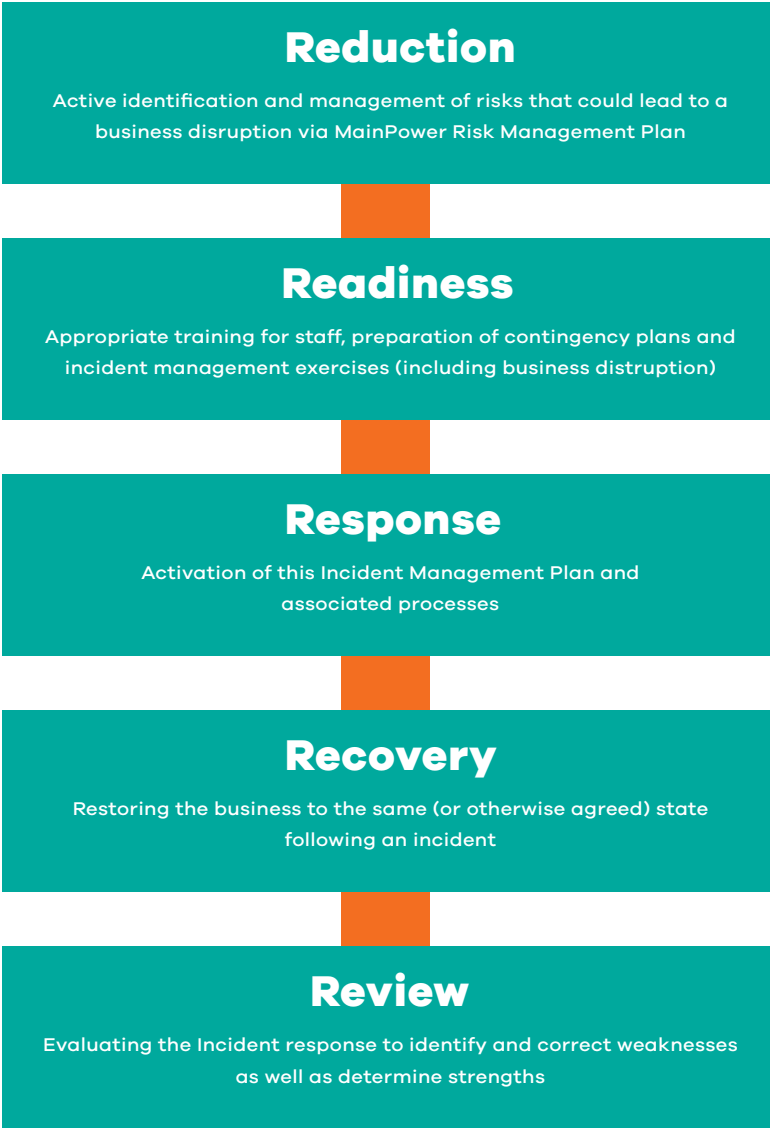 Reduction
Active identification and management of risks that could lead to a
business disruption via MainPower Risk Management Plan
Readiness
Appropriate training for staff, preparation of contingency plans and
incident management exercises (including business distruption)
Response
Activation of this Incident Management Plan and
associated processes
Recovery
Restoring the business to the same (or otherwise agreed) state
following an incident
Review
Evaluating the Incident response to identify and correct weaknesses
as well as determine strengths